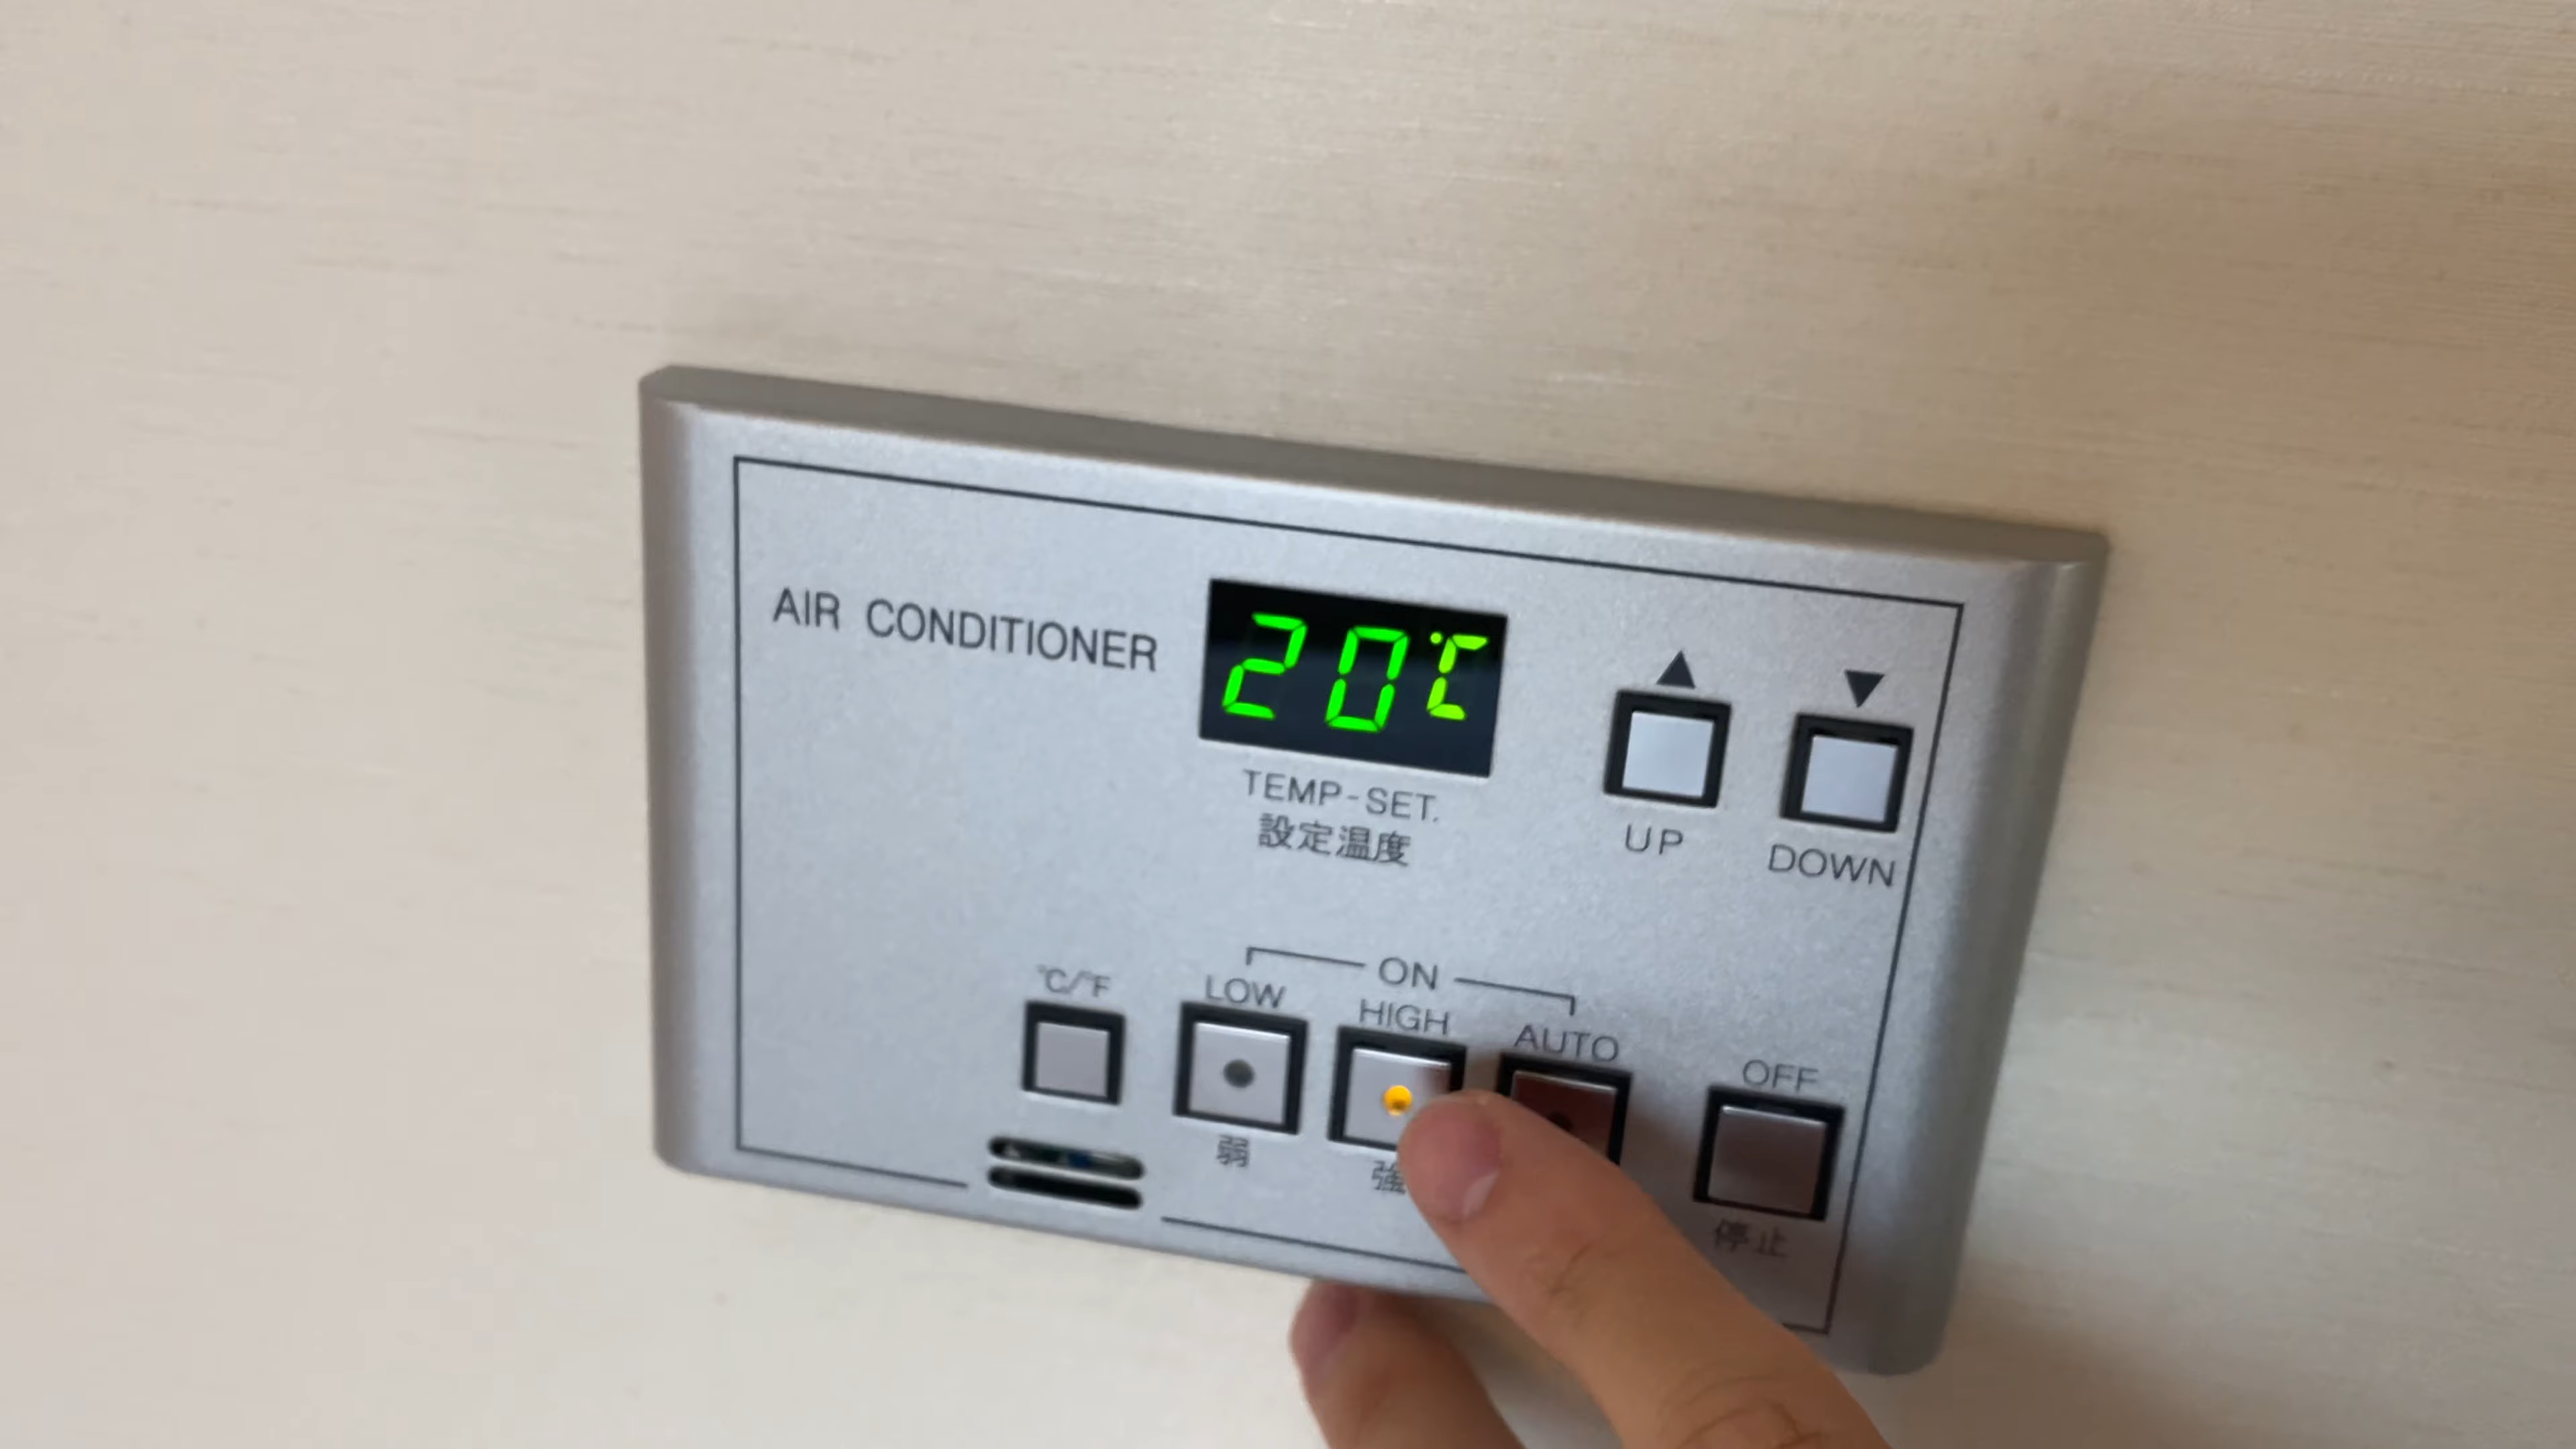 AIR CONDITIONER
20℃
TEMP-SET.
設定温度
▲
▼
UP
DOWN
ON
°C/°F
LOW
HIGH
AUTO
OFF
弱
強
停止